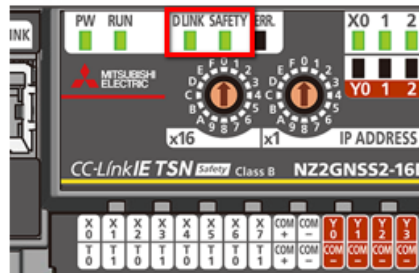 INK
PW RUN D LINK SAFETY ERR. X0 1 2
Y0 1 2
MITSUBISHI
ELECTRIC
0 1 2 3 4 5 6 7 8 9 A B C D E F
0 1 2 3 4 5 6 7 8 9 A B C D E F
x16 x1 IP ADDRESS
CC-Link IE TSN Safety Class B NZ2GNSS2-16
X0 X1 X2 X3 X4 X5 X6 X7 COM+ COM- Y0 Y1 Y2 Y3
T0 T1 T0 T1 T0 T1 T0 T1 COM+ COM- COM- COM- COM- COM-